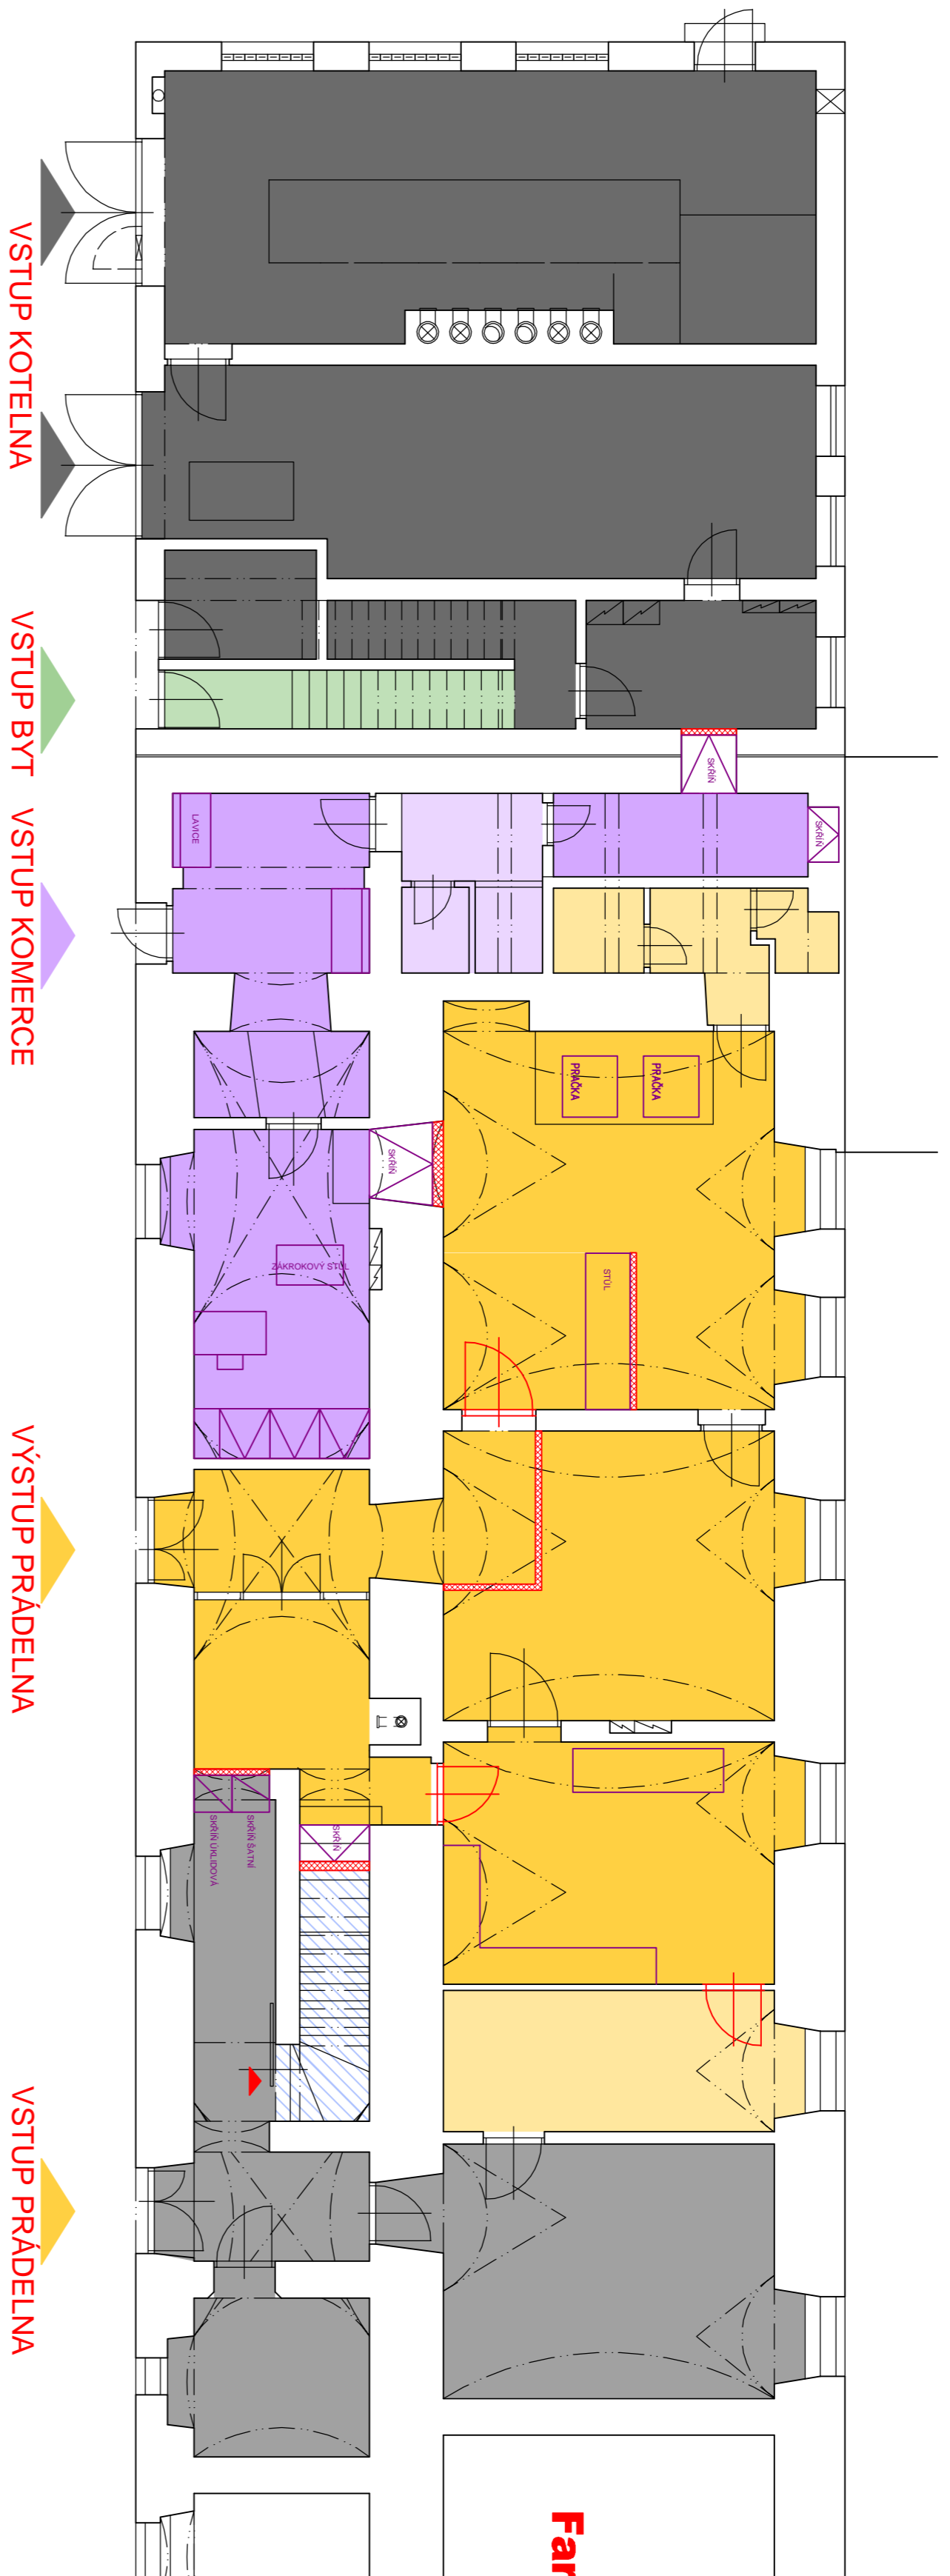 VSTUP KOTELNA
VSTUP BYT
VSTUP KOMERCE
VÝSTUP PRÁDELNA
VSTUP PRÁDELNA
SKŘÍŇ
SKŘÍŇ
LAVICE
PRAČKA
PRAČKA
SKŘÍŇ
ZÁKROKOVÝ STŮL
STŮL
SKŘÍŇ
SKŘÍŇ ŠATNÍ
SKŘÍŇ ÚKLIDOVÁ